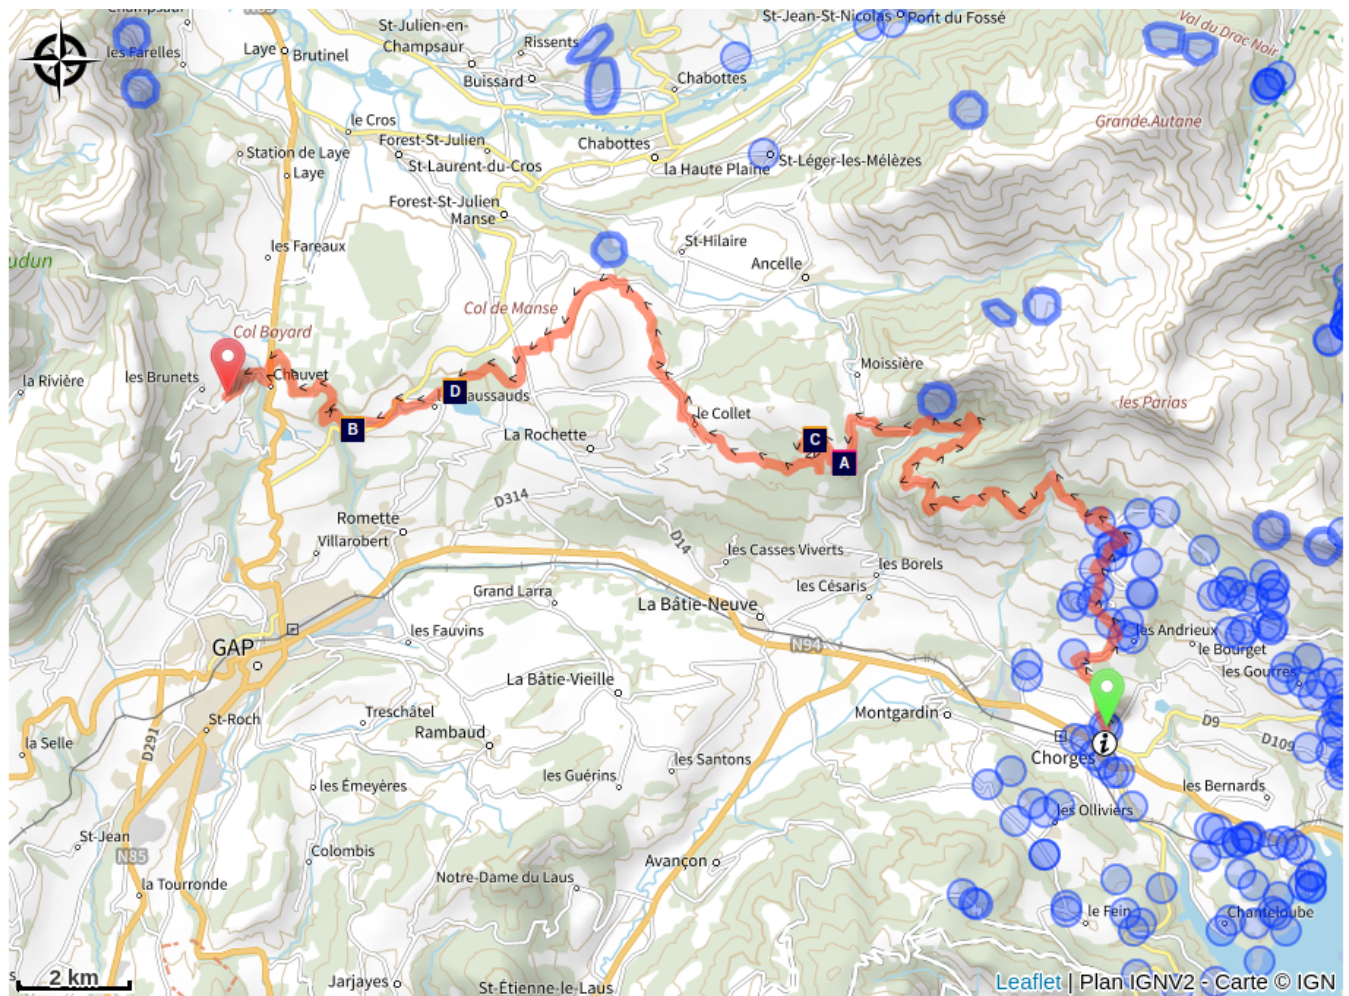 Champsaur
N85
les Farelles
Laye
Brutinel
St-Julien-en-
Champsaur
Rissents
Buissard
St-Jean-St-Nicolas
Pont du Fossé
Val du Drac Noir
Chabottes
Grande Autane
le Cros
Forest-St-Julien
St-Laurent-du-Cros
Chabottes
la Haute Plaine
St-Léger-les-Mélèzes
Station de Laye
Laye
Forest-St-Julien
Manse
les Fareaux
St-Hilaire
Ancelle
udun
Col de Manse
Col Bayard
la Rivière
les Brunets
Chauvet
Moissière
les Parias
D
aussauds
B
le Collet
C
A
La Rochette
D314
D14
Romette
Villarobert
les Casses Viverts
les Borels
les Césaris
Grand Larra
La Bâtie-Neuve
N94
les Fauvins
les Andrieux
le Bourget
les Gourres
GAP
La Bâtie-Vieille
Treschâtel
Rambaud
Montgardin
St-Roch
D291
la Selle
D9
D109
i
Chorges
les Santons
les Guérins
les Émeyères
les Bernards
les Olliviers
St-Jean
N85
Colombis
Avançon
Notre-Dame du Laus
la Tourronde
le Fein
Chanteloube
2 km
Jarjayes
St-Étienne-le-Laus
Leaflet | Plan IGNV2 - Carte © IGN